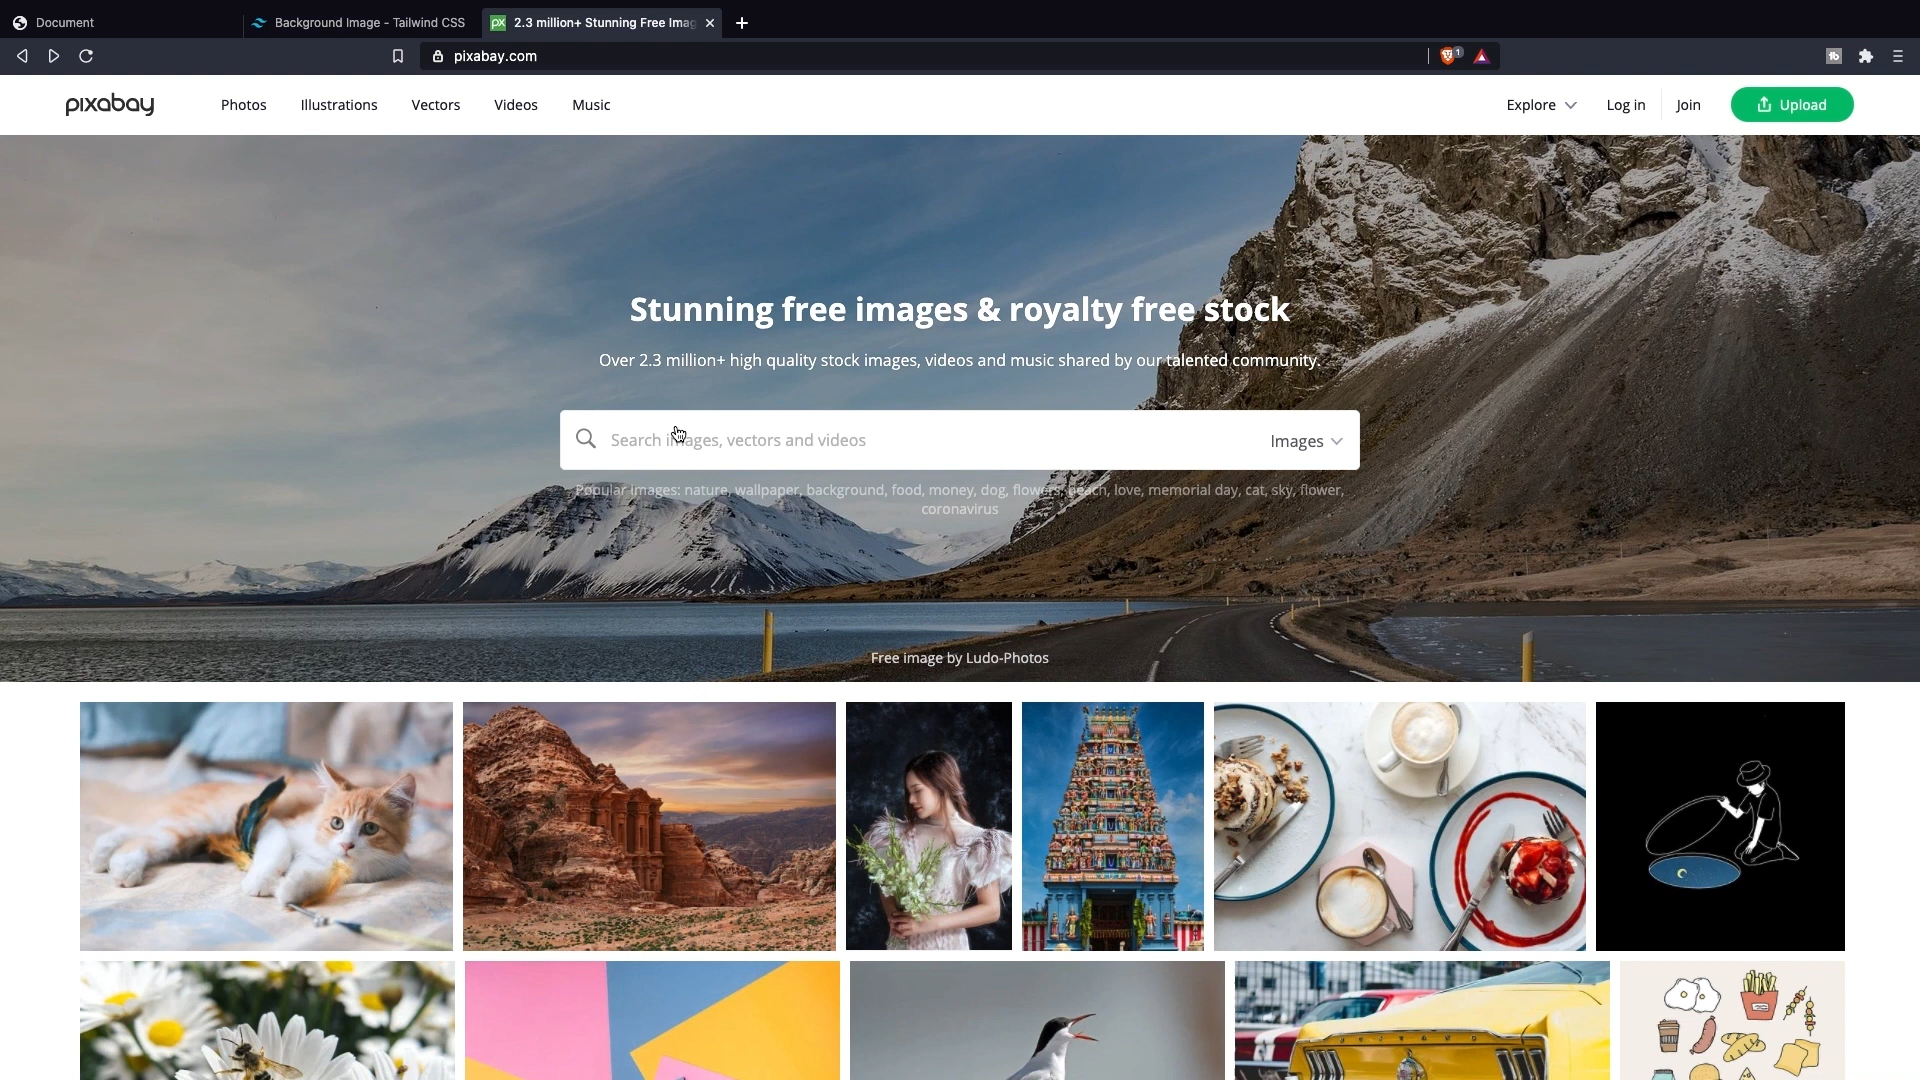 Document
Background Image - Tailwind CSS
2.3 million+ Stunning Free Imag
pixabay.com
1
pixabay
Photos
Illustrations
Vectors
Videos
Music
Explore
Log in
Join
Upload
Stunning free images & royalty free stock
Over 2.3 million+ high quality stock images, videos and music shared by our talented community.
Search images, vectors and videos
Images
Popular Images: nature, wallpaper, background, food, money, dog, flowers, beach, love, memorial day, cat, sky, flower,
coronavirus
Free image by Ludo-Photos